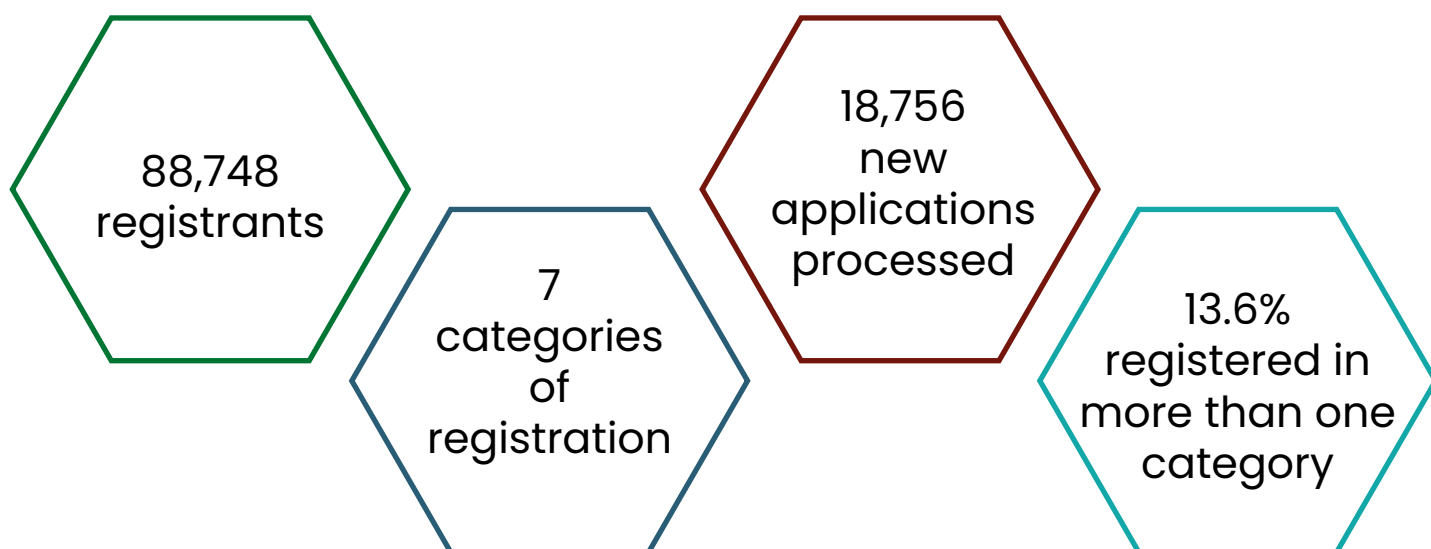 88,748
registrants
7
categories
of
registration
18,756
new
applications
processed
13.6%
registered in
more than one
category